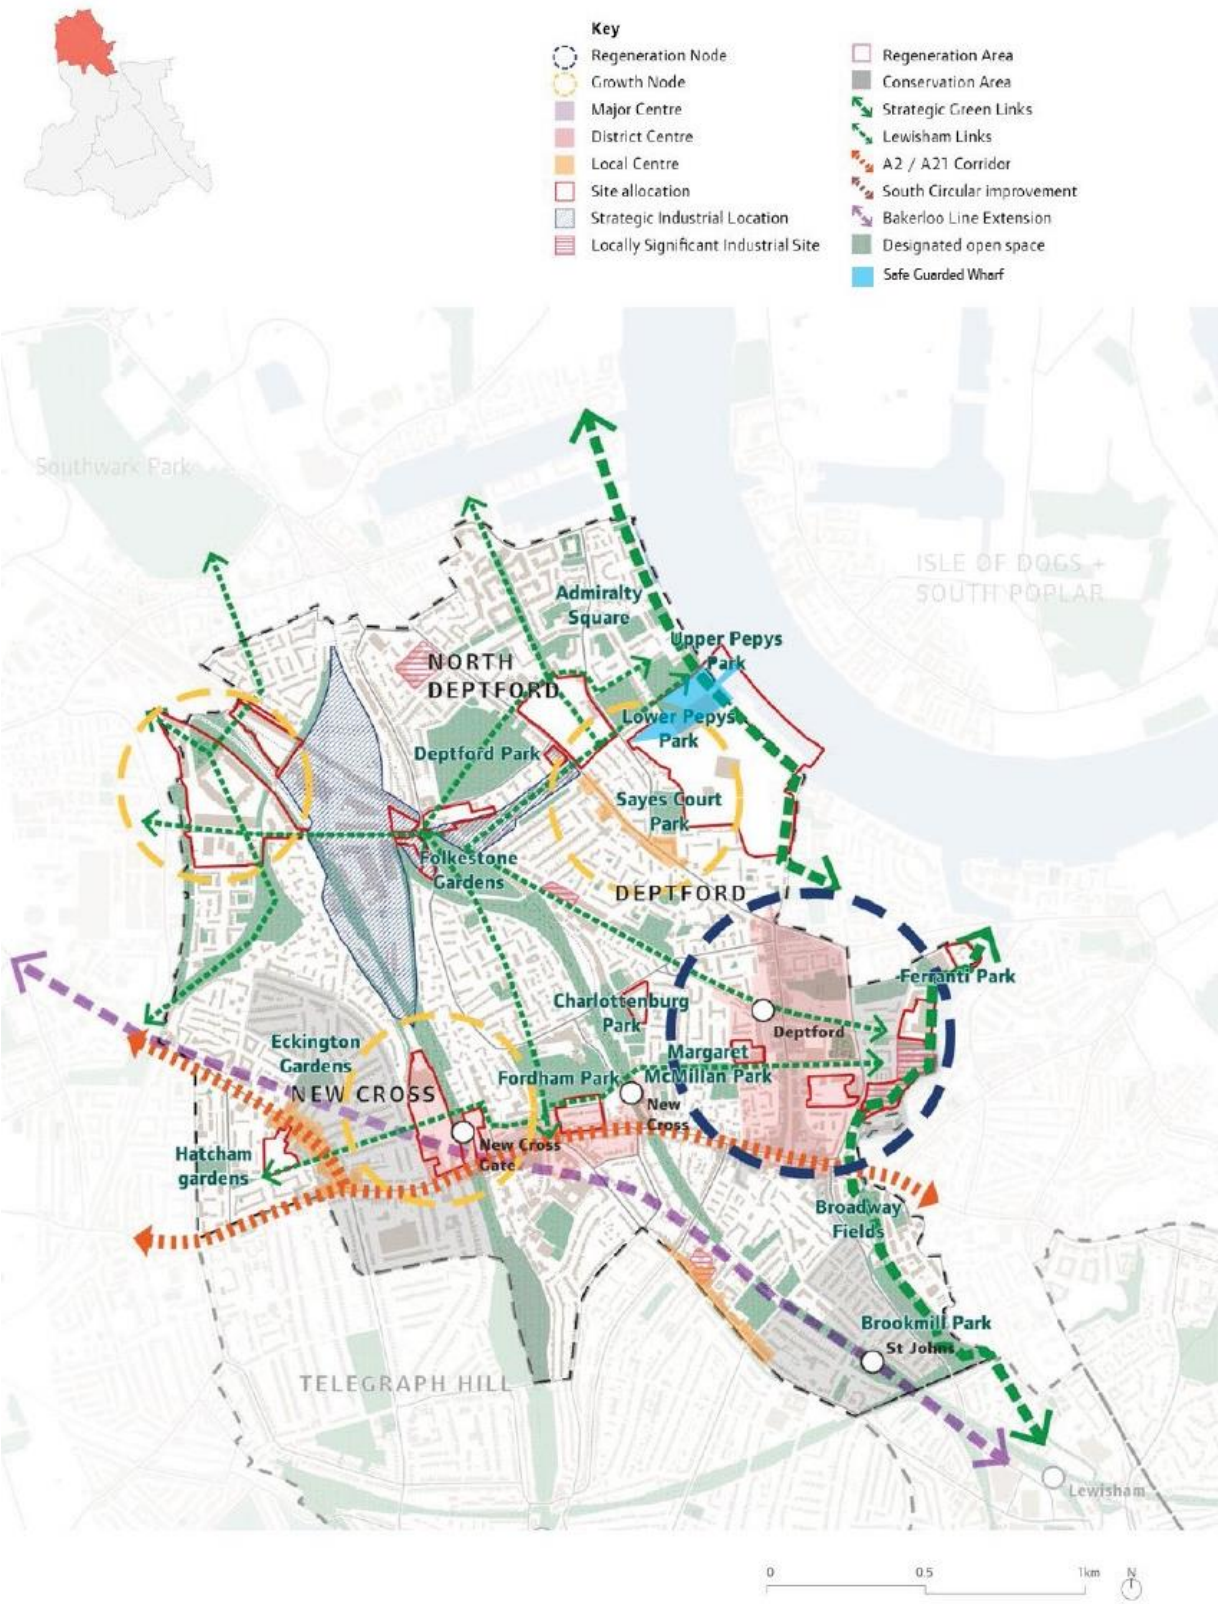 Key
Regeneration Node
Growth Node
Major Centre
District Centre
Local Centre
Site allocation
Strategic Industrial Location
Locally Significant Industrial Site
Regeneration Area
Conservation Area
Strategic Green Links
Lewisham Links
A2 / A21 Corridor
South Circular improvement
Bakerloo Line Extension
Designated open space
Safe Guarded Wharf
Southwark Park
ISLE OF DOGS +
SOUTH POPLAR
Admiralty
Square
Upper Pepys
Park
NORTH
DEPTFORD
Lower Pepys
Park
Deptford Park
Sayes Court
Park
Folkestone
Gardens
DEPTFORD
Ferranti Park
Charlottenburg
Park
Deptford
Eckington
Gardens
Margaret
McMillan Park
Fordham Park
NEW CROSS
New
Cross
New Cross
Gate
Hatcham
gardens
Broadway
Fields
Brookmill Park
St Johns
TELEGRAPH HILL
Lewisham
0 0.5 1km N